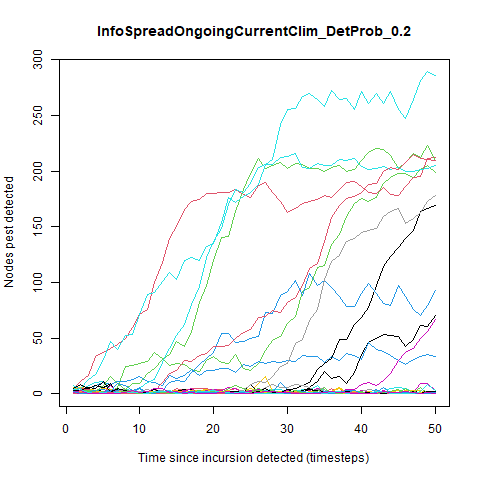 InfoSpreadOngoingCurrentClim_DetProb_0.2
Nodes pest detected
300
250
200
150
100
50
0
0 10 20 30 40 50
Time since incursion detected (timesteps)